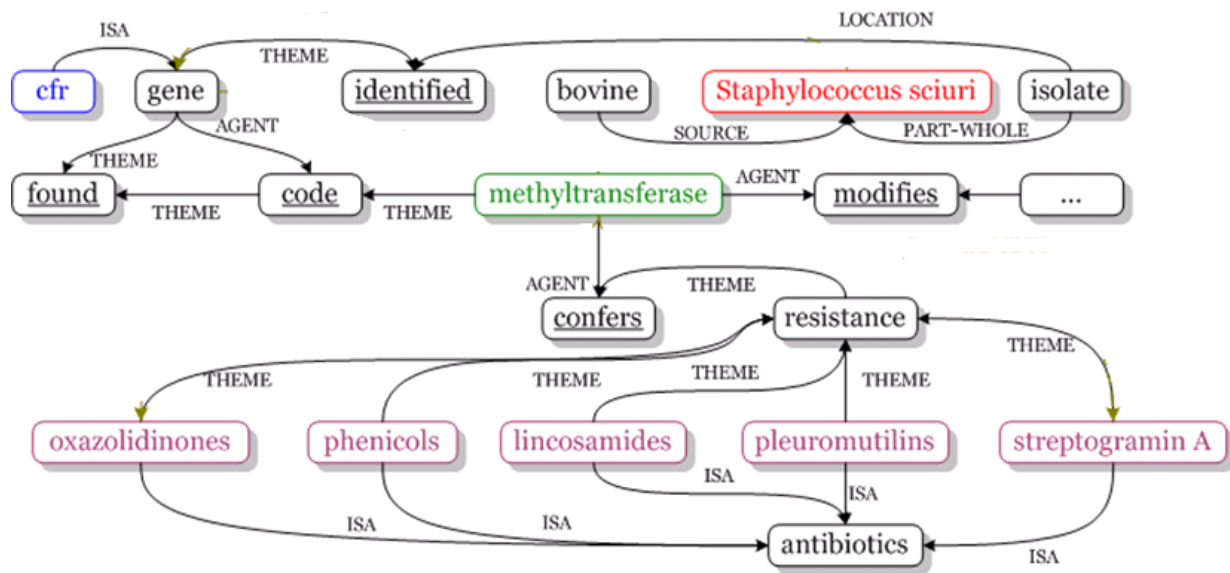 ISA
LOCATION
THEME
cfr gene identified bovine Staphylococcus sciuri isolate
AGENT SOURCE PART-WHOLE
THEME
found code methyltransferase AGENT modifies ...
THEME THEME
AGENT THEME
confers resistance
THEME THEME THEME THEME THEME
oxazolidinones phenicols lincosamides pleuromutilins streptogramin A
ISA ISA
ISA ISA ISA
antibiotics